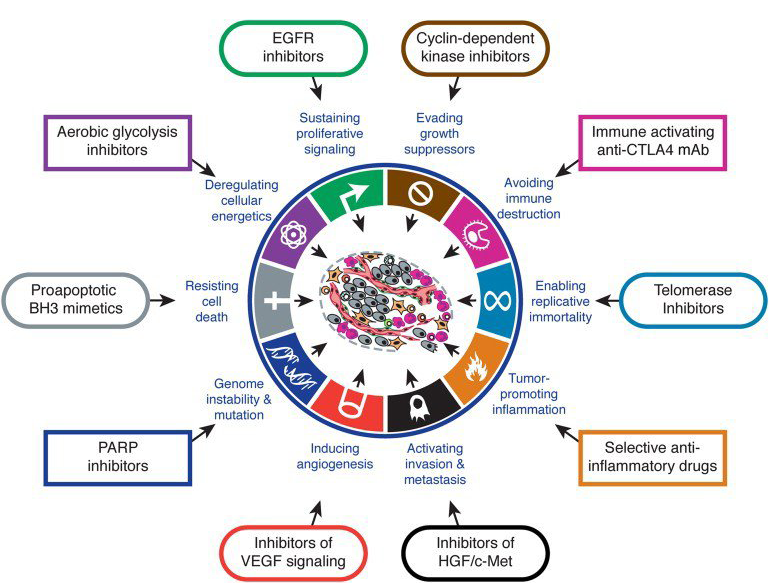 EGFR
inhibitors
Cyclin-dependent
kinase inhibitors
Sustaining
proliferative
signaling
Evading
growth
suppressors
Aerobic glycolysis
inhibitors
Immune activating
anti-CTLA4 mAb
Deregulating
cellular
energetics
Avoiding
immune
destruction
Proapoptotic
BH3 mimetics
Resisting
cell
death
Enabling
replicative
immortality
Telomerase
Inhibitors
Genome
instability &
mutation
Tumor-
promoting
inflammation
PARP
inhibitors
Inducing
angiogenesis
Activating
invasion &
metastasis
Selective anti-
inflammatory drugs
Inhibitors of
VEGF signaling
Inhibitors of
HGF/c-Met